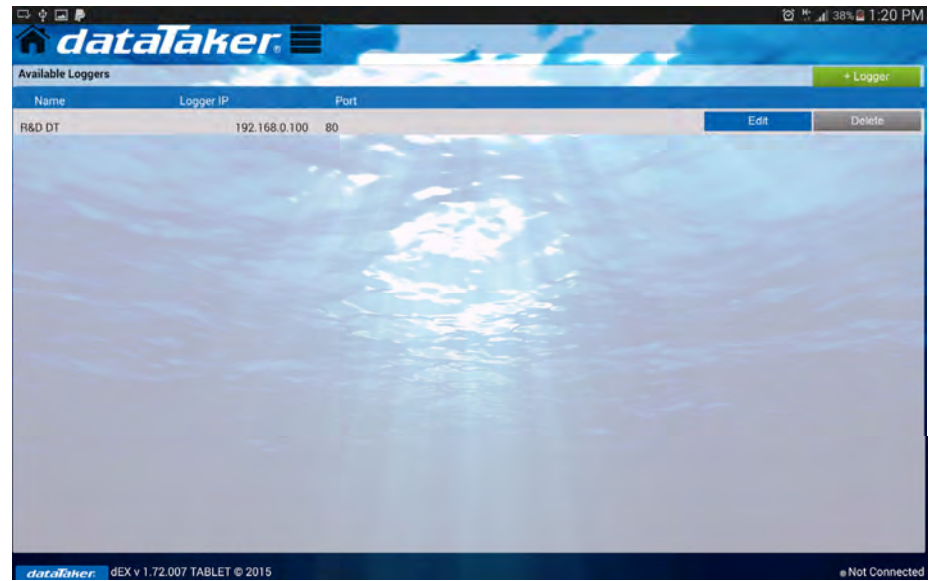 38% 1:20 PM
dataTaker®
Available Loggers
+ Logger
Name Logger IP Port
R&D DT 192.168.0.100 80 Edit Delete
dataTaker. dEX v 1.72.007 TABLET © 2015 Not Connected